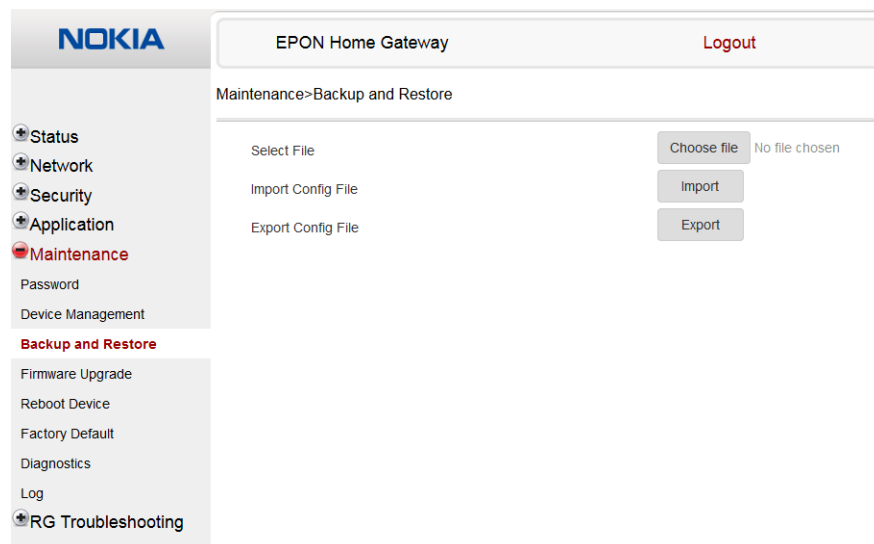 NOKIA
EPON Home Gateway
Logout
Maintenance>Backup and Restore
Status
Network
Security
Application
Maintenance
Password
Device Management
Backup and Restore
Firmware Upgrade
Reboot Device
Factory Default
Diagnostics
Log
RG Troubleshooting
Select File
Choose file No file chosen
Import Config File
Import
Export Config File
Export